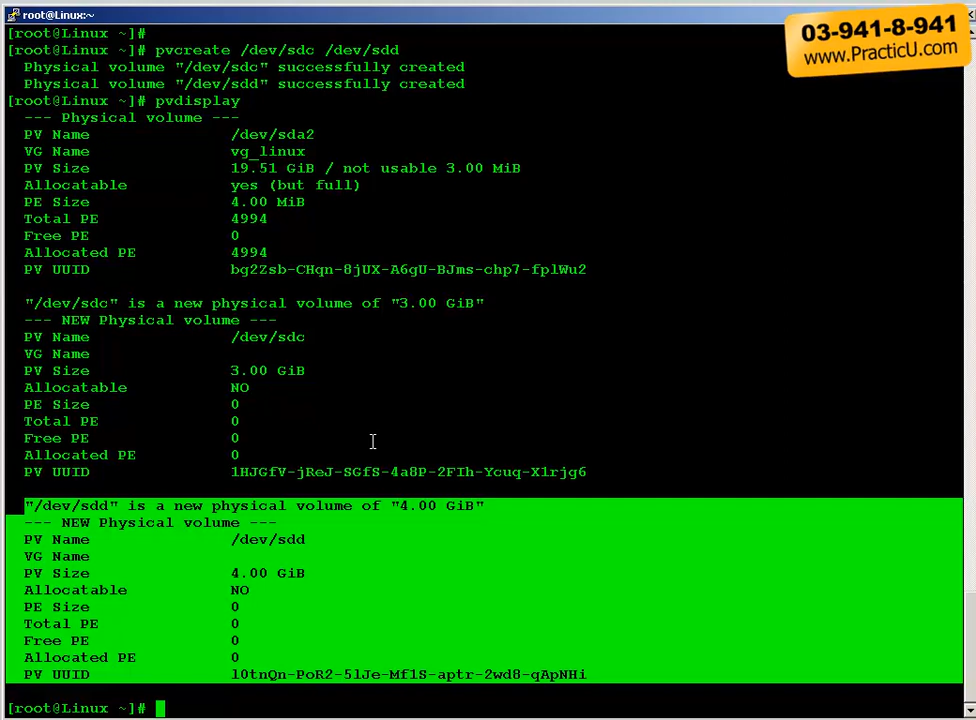 root@Linux:~
03-941-8-941
www.PracticU.com
[root@Linux ~]#
[root@Linux ~]# pvcreate /dev/sdc /dev/sdd
Physical volume "/dev/sdc" successfully created
Physical volume "/dev/sdd" successfully created
[root@Linux ~]# pvdisplay
--- Physical volume ---
PV Name /dev/sda2
VG Name vg_linux
PV Size 19.51 GiB / not usable 3.00 MiB
Allocatable yes (but full)
PE Size 4.00 MiB
Total PE 4994
Free PE 0
Allocated PE 4994
PV UUID bg2Zsb-CHqn-8jUX-A6gU-BJms-chp7-fplWu2
"/dev/sdc" is a new physical volume of "3.00 GiB"
--- NEW Physical volume ---
PV Name /dev/sdc
VG Name
PV Size 3.00 GiB
Allocatable NO
PE Size 0
Total PE 0
Free PE 0
Allocated PE 0
PV UUID 1HJGfV-jReJ-SGfS-4a8P-2FIh-Ycuq-X1rjg6
"/dev/sdd" is a new physical volume of "4.00 GiB"
--- NEW Physical volume ---
PV Name /dev/sdd
VG Name
PV Size 4.00 GiB
Allocatable NO
PE Size 0
Total PE 0
Free PE 0
Allocated PE 0
PV UUID l0tnQn-PoR2-5lJe-Mf1S-aptr-2wd8-qApNHi
[root@Linux ~]#